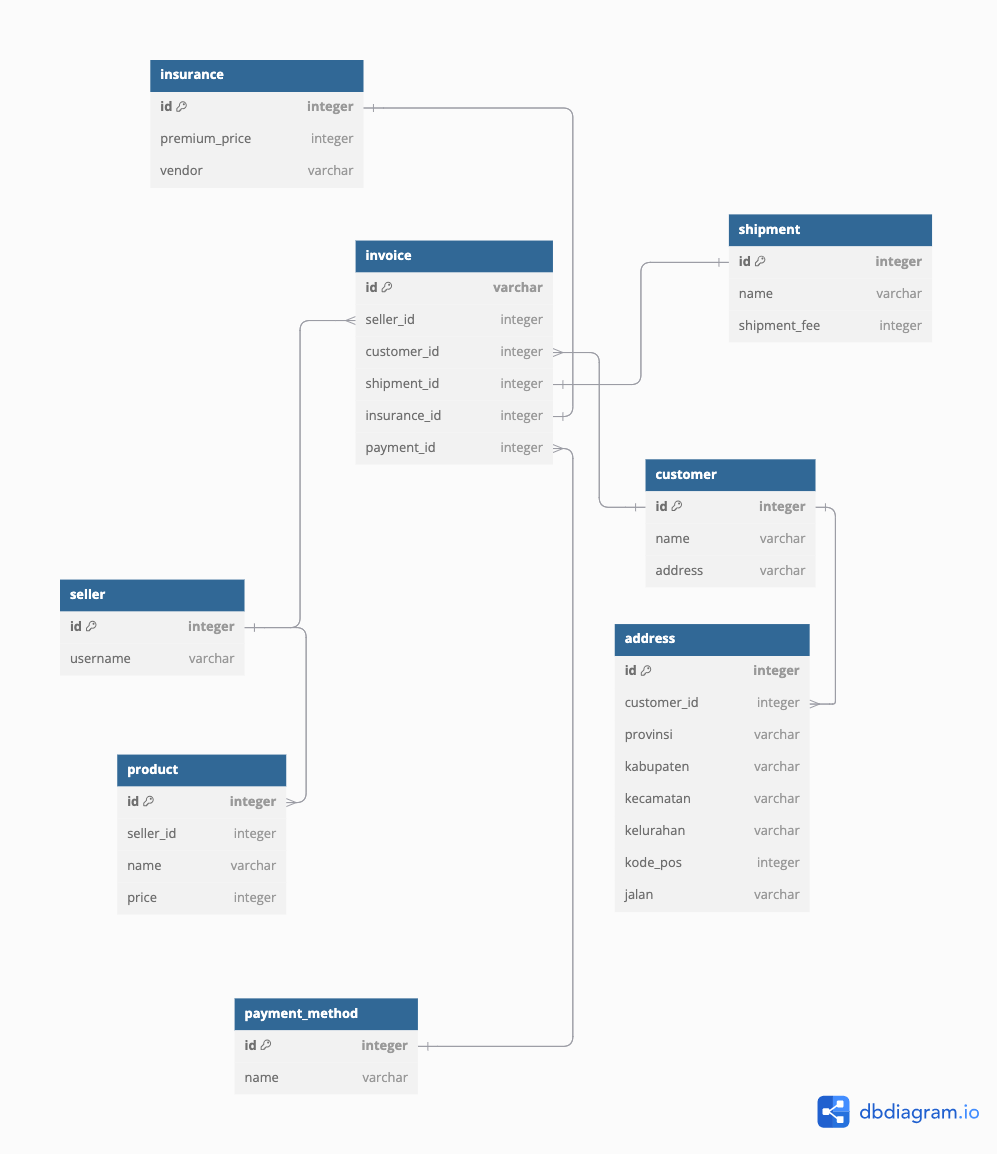 insurance
id integer
premium_price integer
vendor varchar
shipment
id integer
name varchar
shipment_fee integer
invoice
id varchar
seller_id integer
customer_id integer
shipment_id integer
insurance_id integer
payment_id integer
customer
id integer
name varchar
address varchar
seller
id integer
username varchar
address
id integer
customer_id integer
provinsi varchar
kabupaten varchar
kecamatan varchar
kelurahan varchar
kode_pos integer
jalan varchar
product
id integer
seller_id integer
name varchar
price integer
payment_method
id integer
name varchar
dbdiagram.io